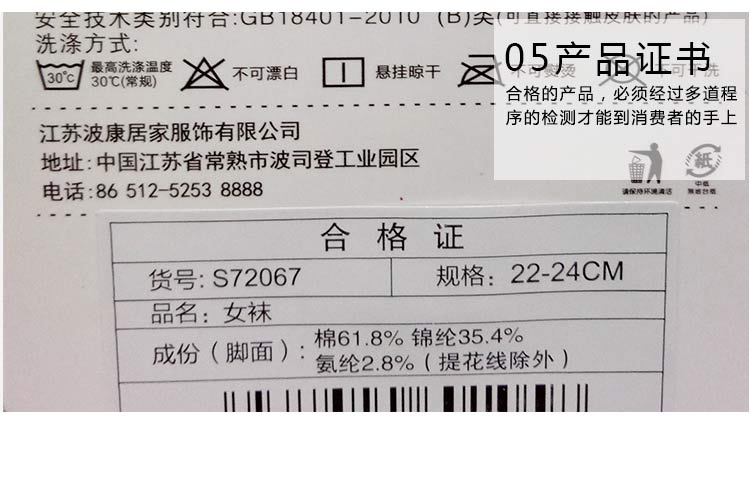 安全技术类别符合:GB18401-2010 (B)类(可直接接触皮肤的产品)
洗涤方式:
30°C 最高洗涤温度 30℃(常规) 不可漂白 悬挂晾干 不可熨烫 不可干洗
05产品证书
合格的产品，必须经过多道程
序的检测才能到消费者的手上
江苏波康居家服饰有限公司
地址:中国江苏省常熟市波司登工业园区
电话:86 512-5253 8888
请保持环境清洁
紙
合格证
货号: S72067 规格: 22-24CM
品名: 女袜
成份（脚面）: 棉61.8% 锦纶35.4%
氨纶2.8%（提花线除外）